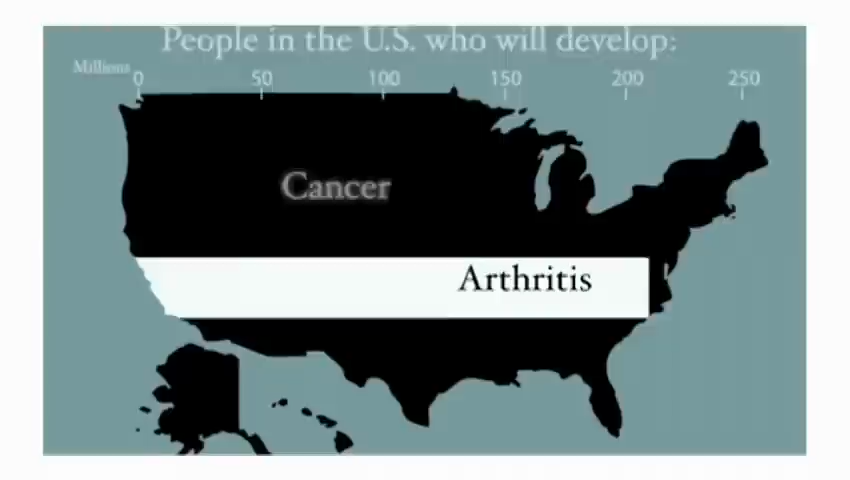 People in the U.S. who will develop:
Millions 0 50 100 150 200 250
Cancer
Arthritis